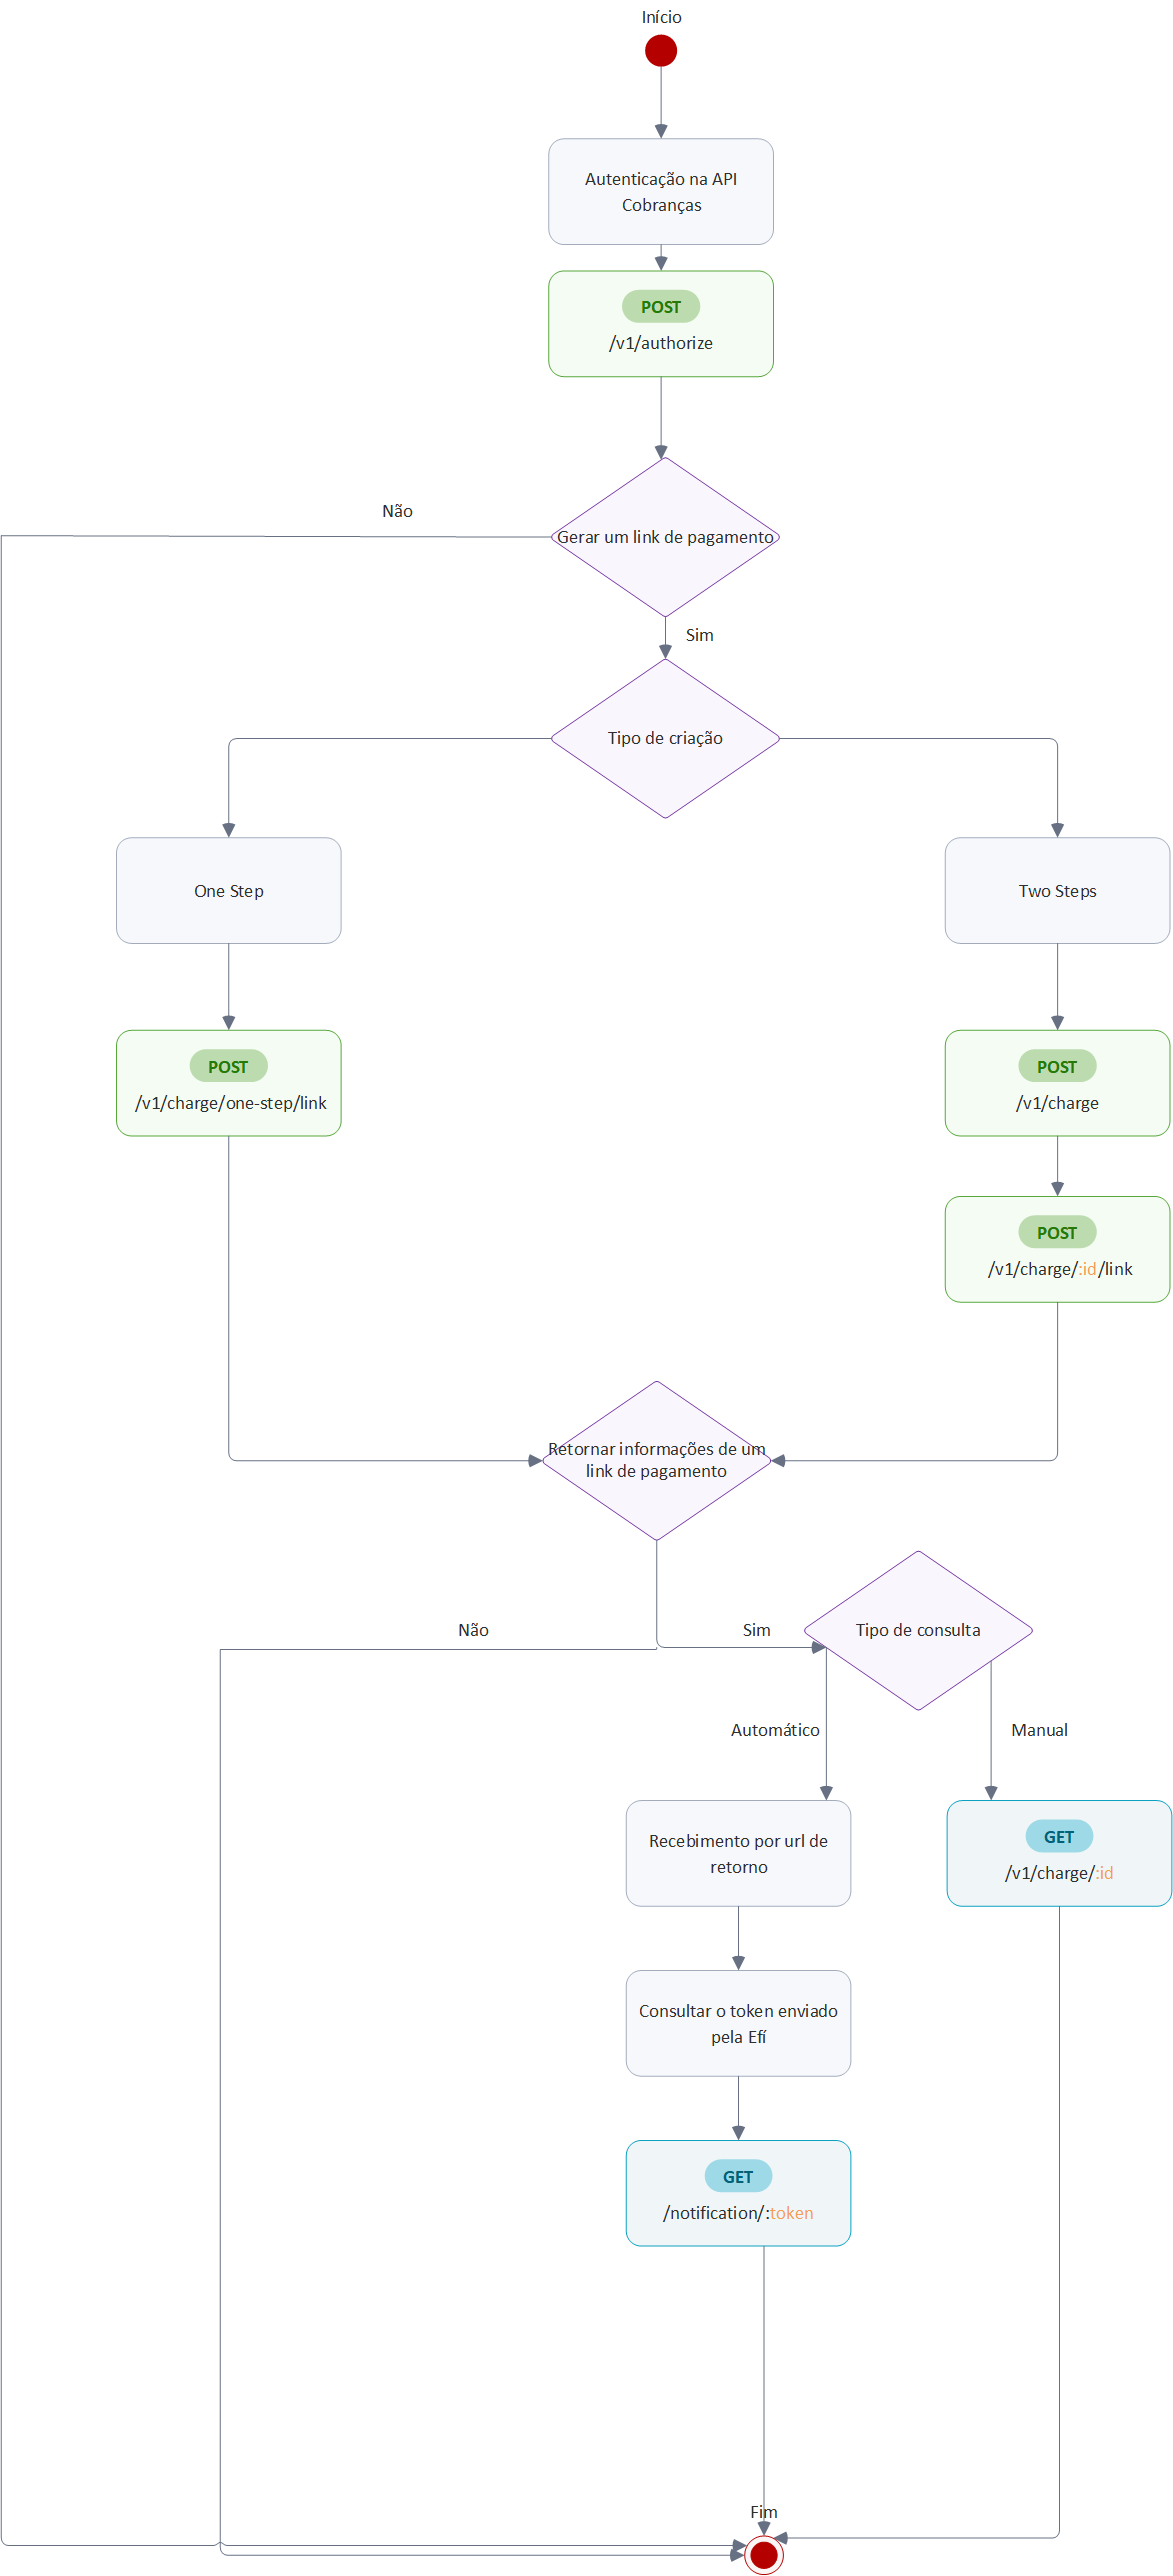 Início
Autenticação na API
Cobranças
POST
/v1/authorize
Não
Gerar um link de pagamento
Sim
Tipo de criação
One Step
Two Steps
POST
/v1/charge/one-step/link
POST
/v1/charge
POST
/v1/charge/:id/link
Retornar informações de um
link de pagamento
Não
Sim
Tipo de consulta
Automático
Manual
Recebimento por url de
retorno
GET
/v1/charge/:id
Consultar o token enviado
pela Efí
GET
/notification/:token
Fim